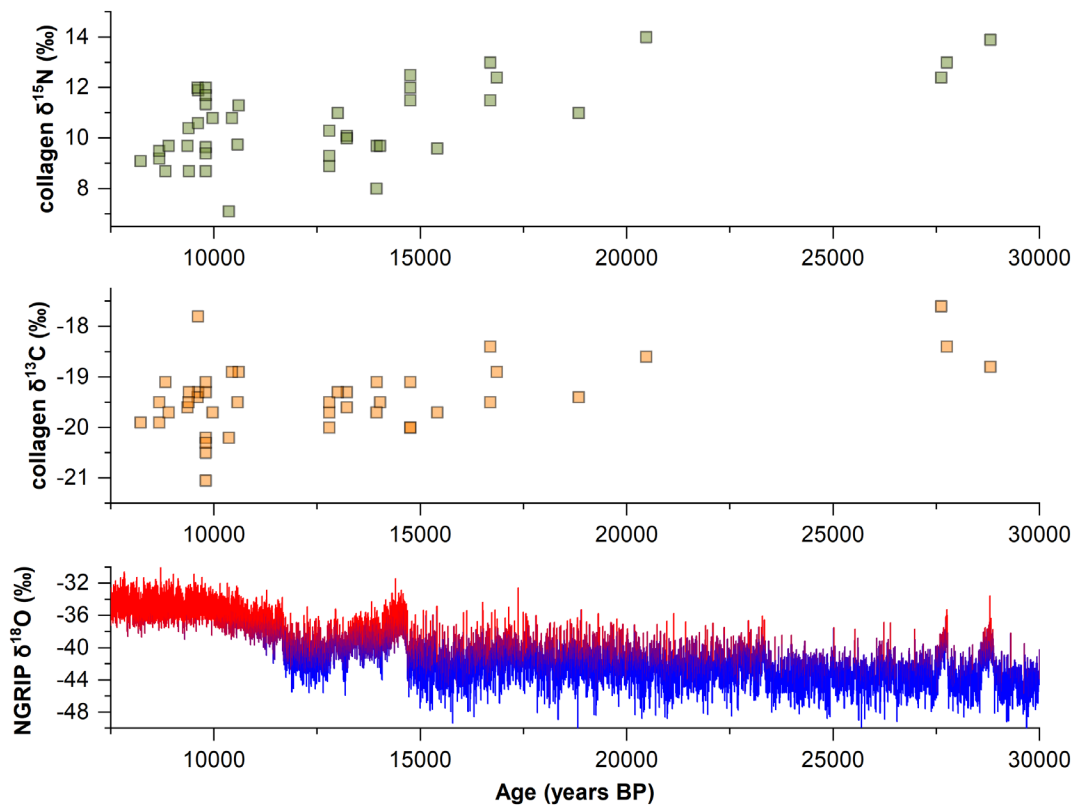 collagen δ¹⁵N (‰)
14
12
10
8
10000 15000 20000 25000 30000
collagen δ¹³C (‰)
-18
-19
-20
-21
10000 15000 20000 25000 30000
NGRIP δ¹⁸O (‰)
-32
-36
-40
-44
-48
10000 15000 20000 25000 30000
Age (years BP)